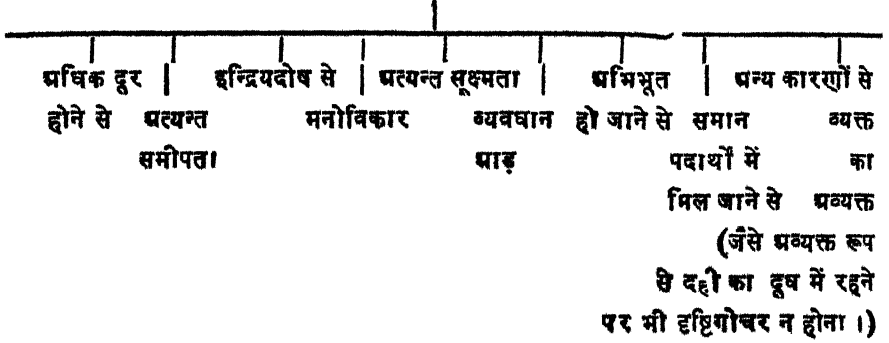 अधिक दूर | इन्द्रियदोष से | अत्यन्त सूक्ष्मता | अभिभूत | अन्य कारणों से
होने से अत्यन्त मनोविकार व्यवधान हो जाने से समान व्यक्त
समीपता आड़ पदार्थों में का
मिल जाने से अव्यक्त
(जैसे अव्यक्त रूप
से दही का दूध में रहने
पर भी दृष्टिगोचर न होना ।)